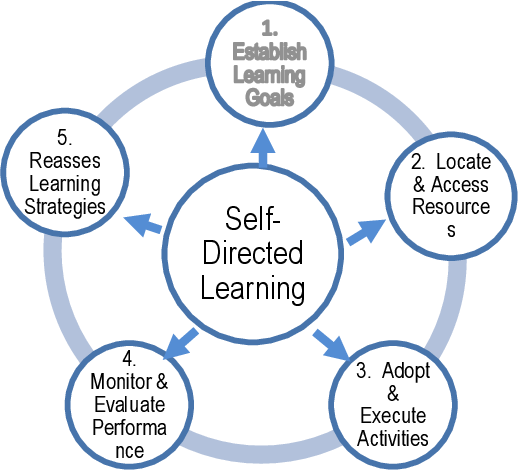 1.
Establish
Learning
Goals
2. Locate
& Access
Resource
s
3. Adopt
&
Execute
Activities
4.
Monitor &
Evaluate
Performa
nce
5.
Reasses
Learning
Strategies
Self-
Directed
Learning